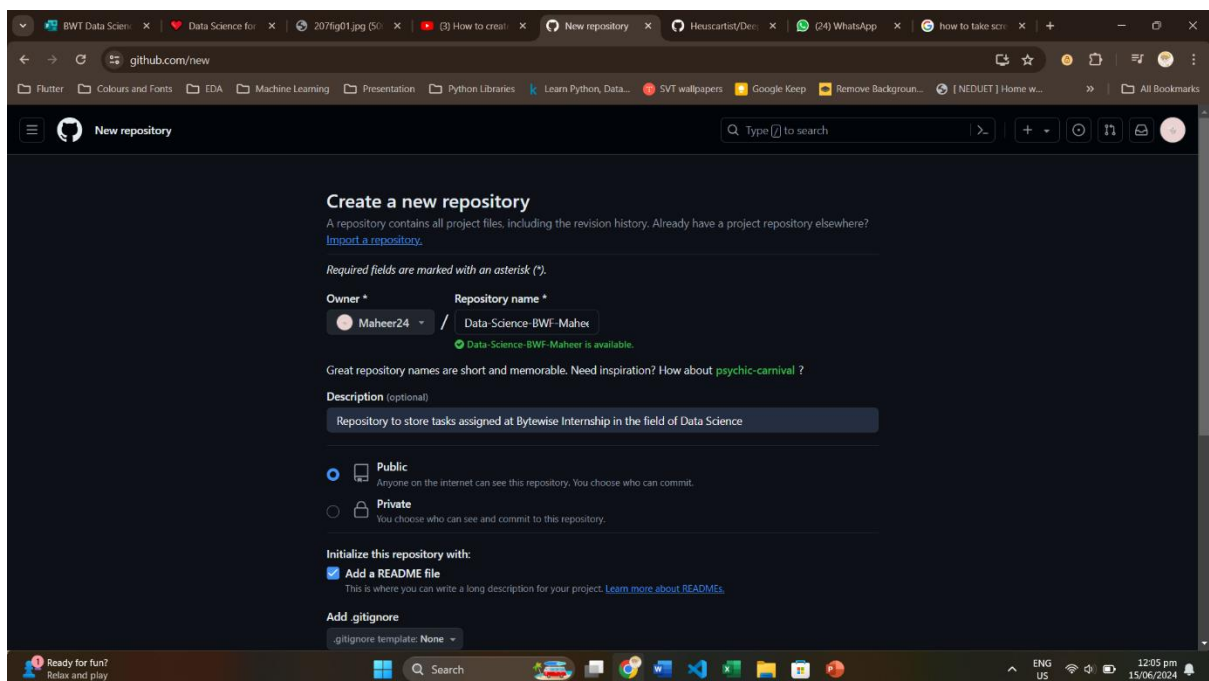 BWT Data Scienc
Data Science for
207fig01.jpg (50
(3) How to creat
New repository
Heuscartist/Dee
(24) WhatsApp
how to take scre
github.com/new
Flutter
Colours and Fonts
EDA
Machine Learning
Presentation
Python Libraries
Learn Python, Data...
SVT wallpapers
Google Keep
Remove Backgroun...
[ NEDUET ] Home w...
All Bookmarks
New repository
Type / to search
Create a new repository
A repository contains all project files, including the revision history. Already have a project repository elsewhere?
Import a repository.
Required fields are marked with an asterisk (*).
Owner * Repository name *
Maheer24 / Data-Science-BWF-Mahee
Data-Science-BWF-Maheer is available.
Great repository names are short and memorable. Need inspiration? How about psychic-carnival ?
Description (optional)
Repository to store tasks assigned at Bytewise Internship in the field of Data Science
Public
Anyone on the internet can see this repository. You choose who can commit.
Private
You choose who can see and commit to this repository.
Initialize this repository with:
Add a README file
This is where you can write a long description for your project. Learn more about READMEs.
Add .gitignore
.gitignore template: None
1
Ready for fun?
Relax and play
Search
ENG
US
12:05 pm
15/06/2024